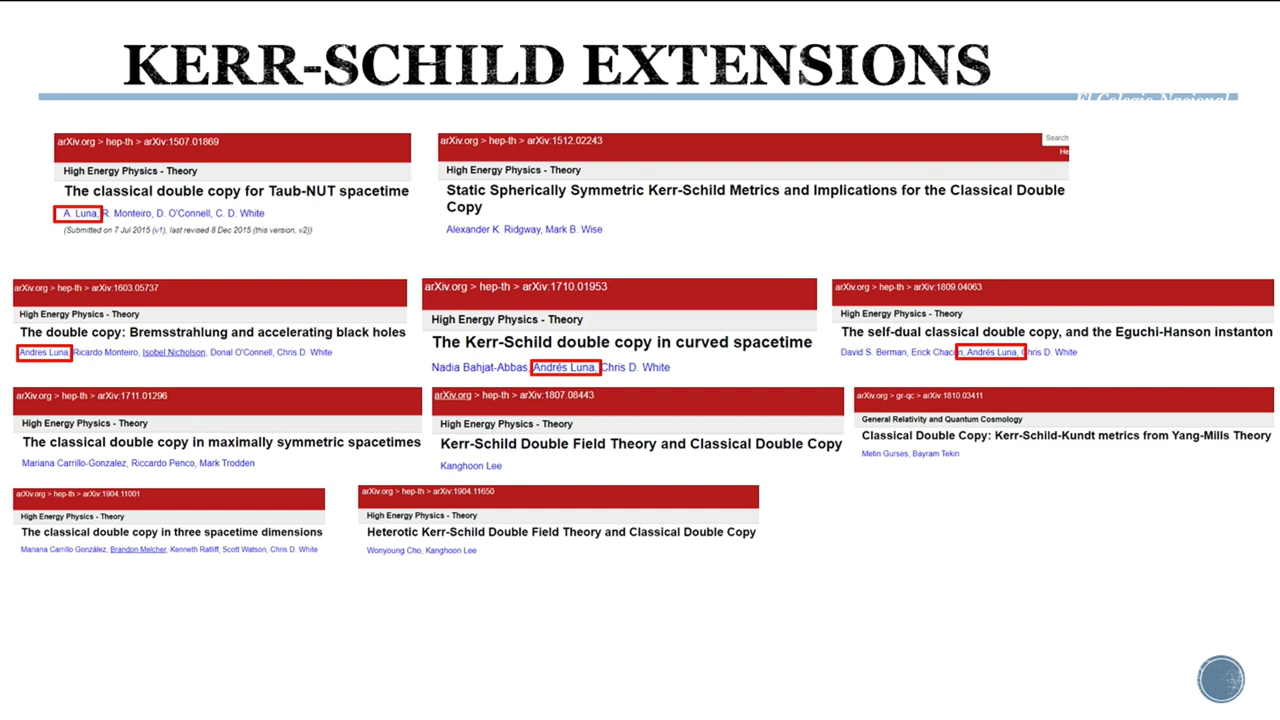 KERR-SCHILD EXTENSIONS
El Colegio Nacional
arXiv.org > hep-th > arXiv:1507.01869
High Energy Physics - Theory
The classical double copy for Taub-NUT spacetime
A. Luna, R. Monteiro, D. O'Connell, C. D. White
(Submitted on 7 Jul 2015 (v1), last revised 8 Dec 2015 (this version, v2))
arXiv.org > hep-th > arXiv:1512.02243
Search
He
High Energy Physics - Theory
Static Spherically Symmetric Kerr-Schild Metrics and Implications for the Classical Double
Copy
Alexander K. Ridgway, Mark B. Wise
arXiv.org > hep-th > arXiv:1603.05737
High Energy Physics - Theory
The double copy: Bremsstrahlung and accelerating black holes
Andres Luna, Ricardo Monteiro, Isobel Nicholson, Donal O'Connell, Chris D. White
arXiv.org > hep-th > arXiv:1710.01953
High Energy Physics - Theory
The Kerr-Schild double copy in curved spacetime
Nadia Bahjat-Abbas, Andrés Luna, Chris D. White
arXiv.org > hep-th > arXiv:1809.04063
High Energy Physics - Theory
The self-dual classical double copy, and the Eguchi-Hanson instanton
David S. Berman, Erick Chacon, Andrés Luna, Chris D. White
arXiv.org > hep-th > arXiv:1711.01296
High Energy Physics - Theory
The classical double copy in maximally symmetric spacetimes
Mariana Carrillo-Gonzalez, Riccardo Penco, Mark Trodden
arXiv.org > hep-th > arXiv:1807.08443
High Energy Physics - Theory
Kerr-Schild Double Field Theory and Classical Double Copy
Kanghoon Lee
arXiv.org > gr-qc > arXiv:1810.03411
General Relativity and Quantum Cosmology
Classical Double Copy: Kerr-Schild-Kundt metrics from Yang-Mills Theory
Metin Gurses, Bayram Tekin
arXiv.org > hep-th > arXiv:1904.11001
High Energy Physics - Theory
The classical double copy in three spacetime dimensions
Mariana Carrillo González, Brandon Melcher, Kenneth Ratliff, Scott Watson, Chris D. White
arXiv.org > hep-th > arXiv:1904.11650
High Energy Physics - Theory
Heterotic Kerr-Schild Double Field Theory and Classical Double Copy
Wonyoung Cho, Kanghoon Lee